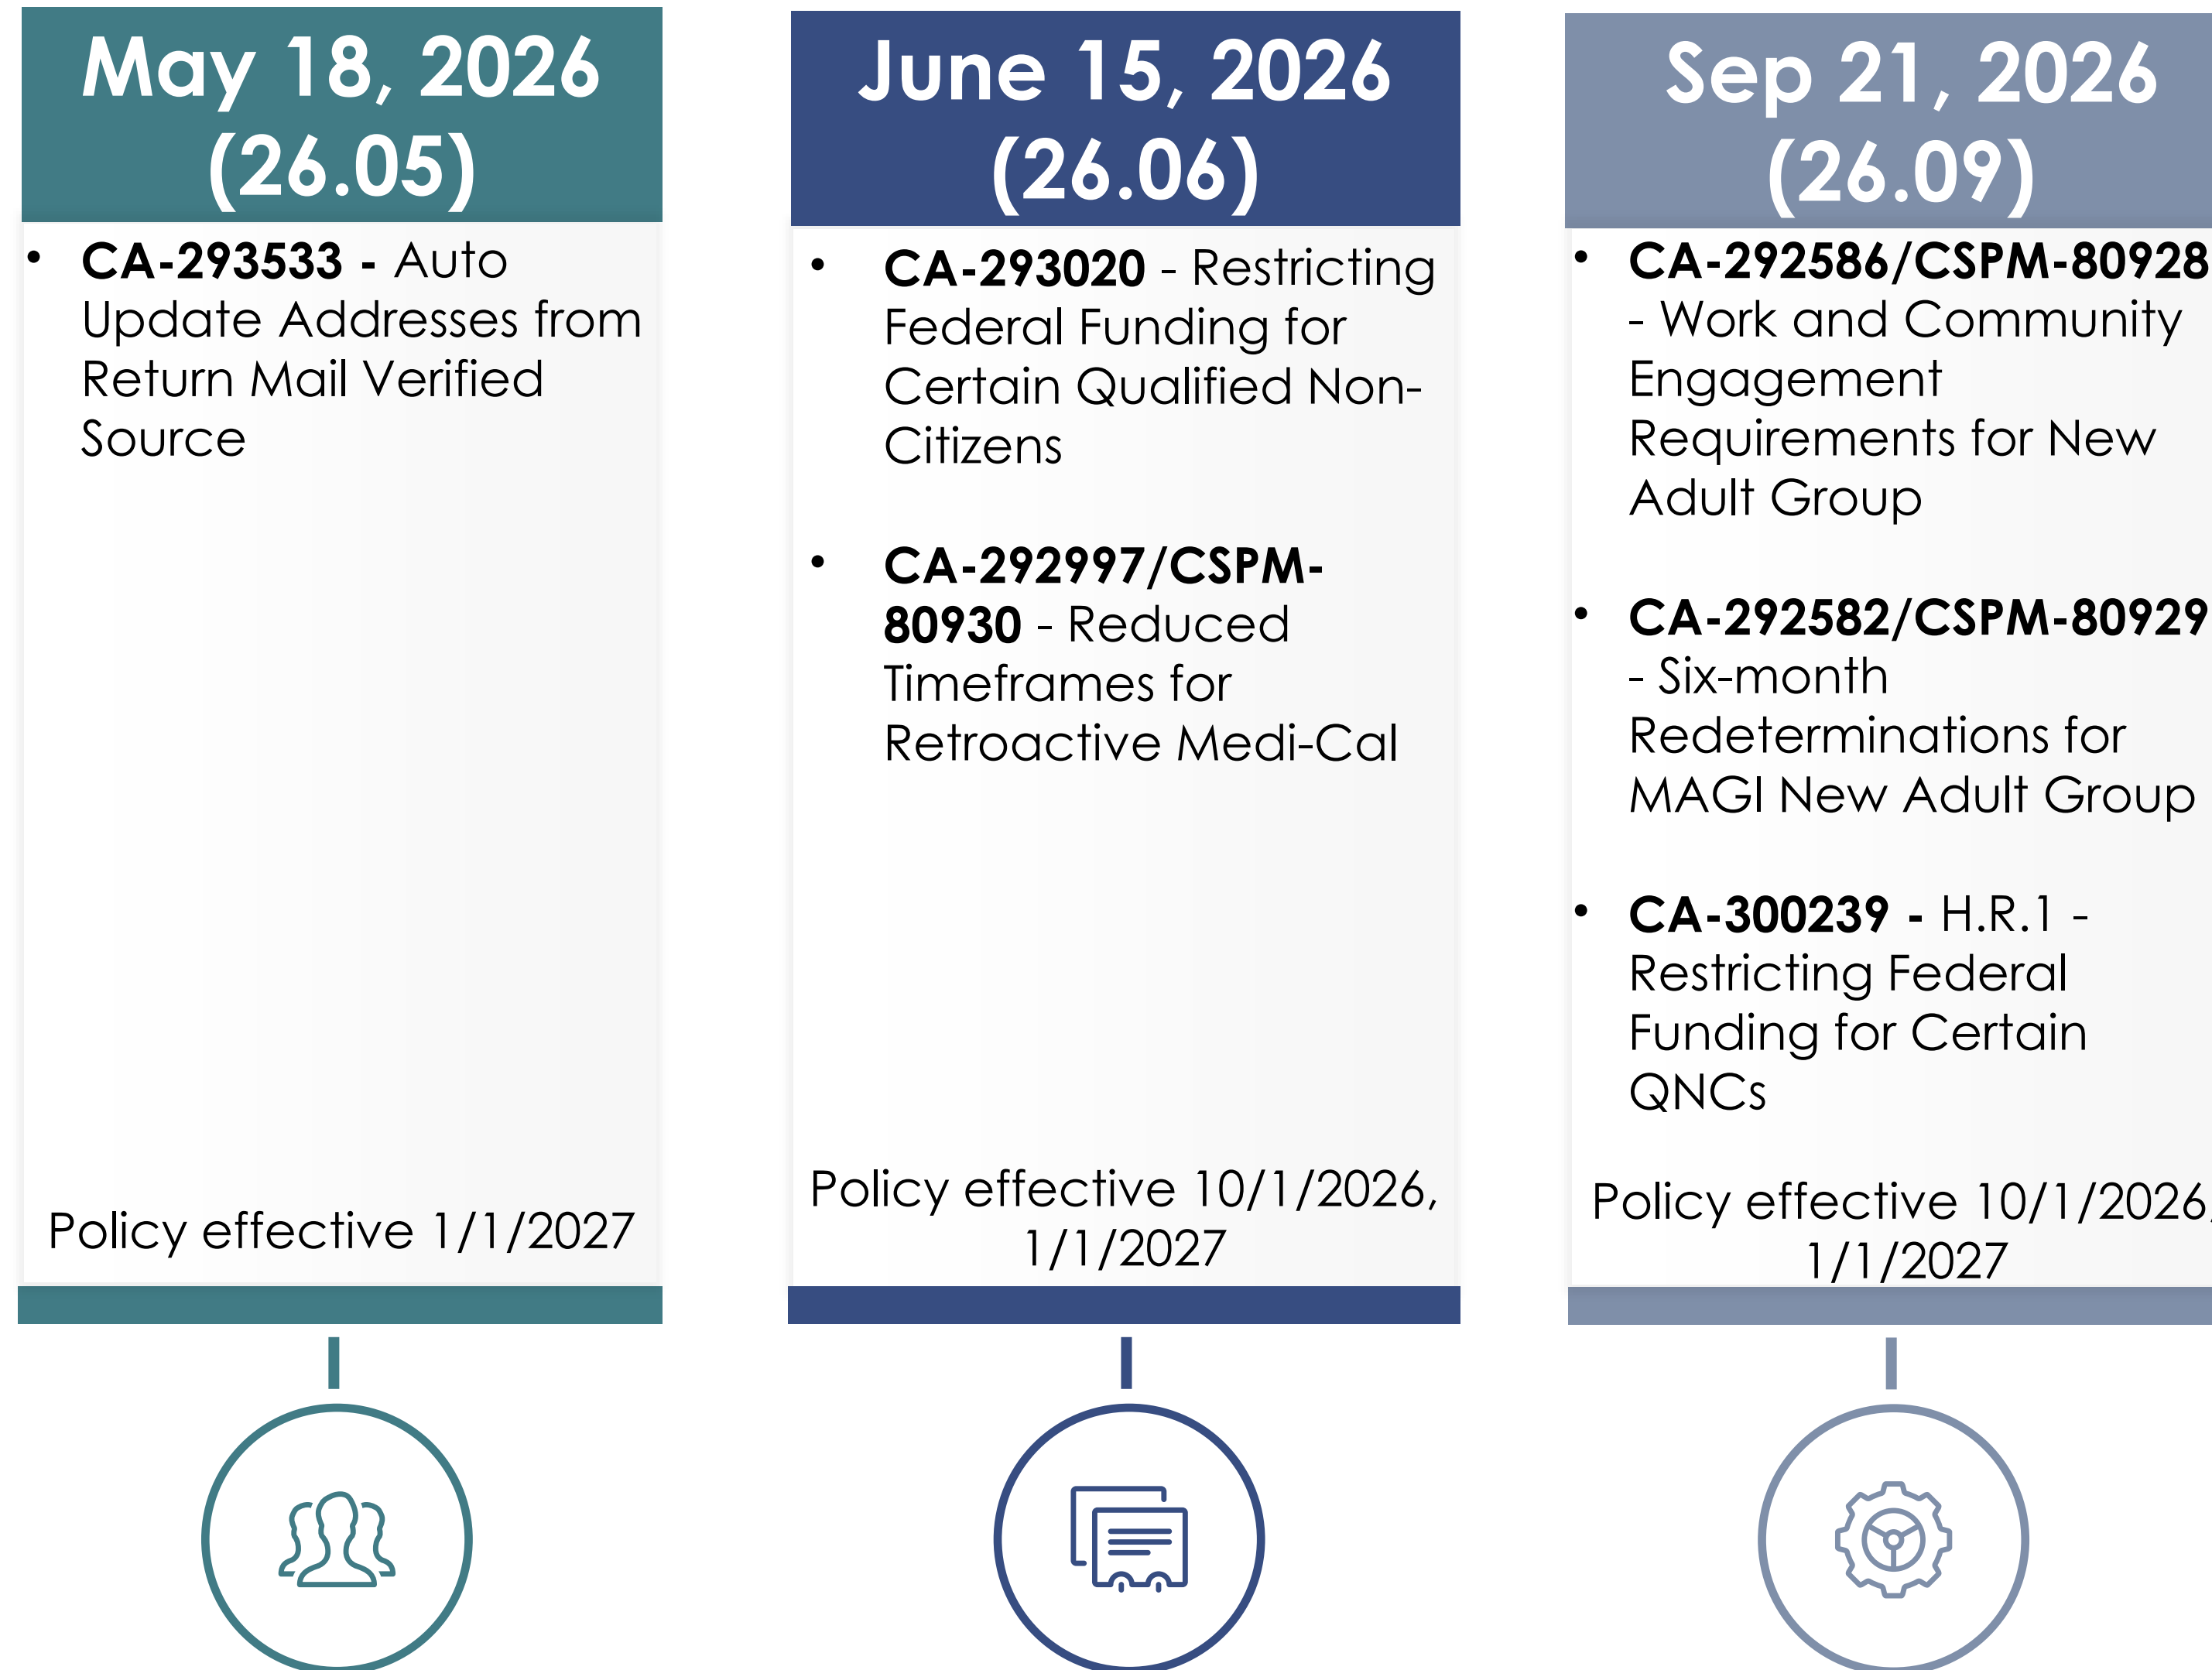 May 18, 2026
(26.05)
• CA-293533 - Auto
Update Addresses from
Return Mail Verified
Source
Policy effective 1/1/2027
June 15, 2026
(26.06)
• CA-293020 - Restricting
Federal Funding for
Certain Qualified Non-
Citizens
• CA-292997/CSPM-
80930 - Reduced
Timeframes for
Retroactive Medi-Cal
Policy effective 10/1/2026,
1/1/2027
Sep 21, 2026
(26.09)
• CA-292586/CSPM-80928
- Work and Community
Engagement
Requirements for New
Adult Group
• CA-292582/CSPM-80929
- Six-month
Redeterminations for
MAGI New Adult Group
• CA-300239 - H.R.1 -
Restricting Federal
Funding for Certain
QNCs
Policy effective 10/1/2026,
1/1/2027